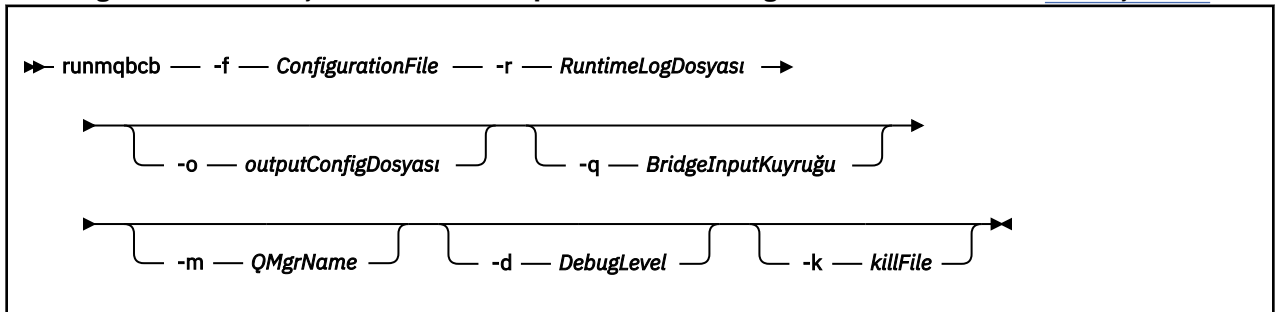 runmqbcb -f ConfigurationFile -r RuntimeLogDosyası
-o outputConfigDosyası -q BridgeInputKuyruğu
-m QMgrName -d DebugLevel -k killFile